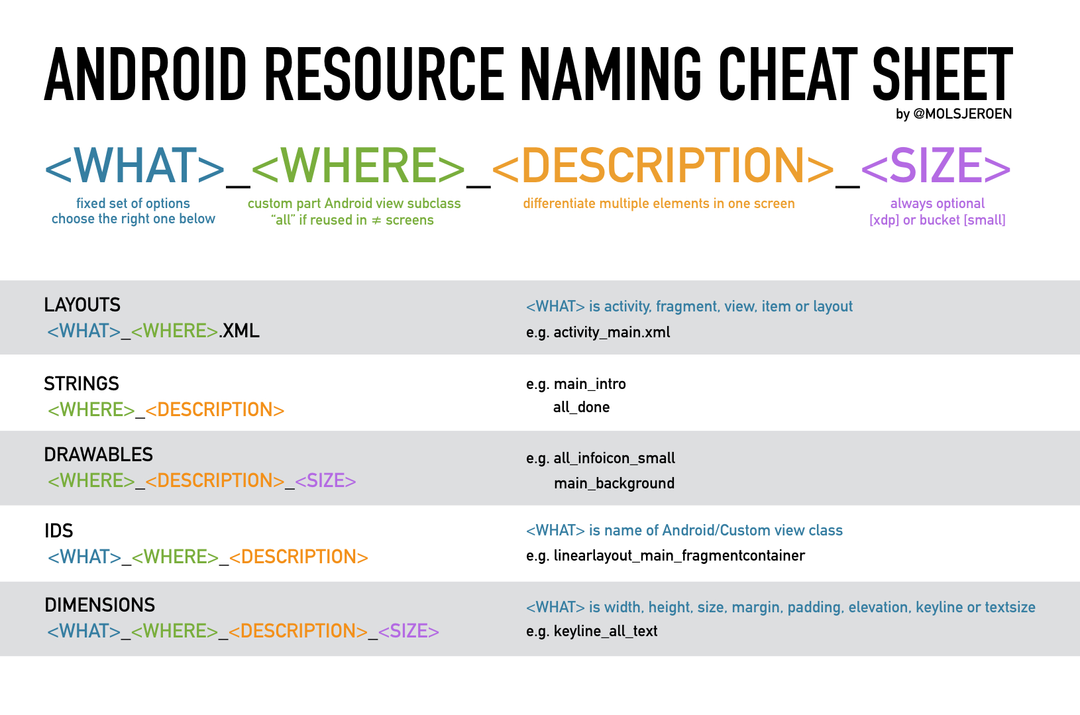 ANDROID RESOURCE NAMING CHEAT SHEET
by @MOLSJEROEN
<WHAT>_<WHERE>_<DESCRIPTION>_<SIZE>
fixed set of options
choose the right one below
custom part Android view subclass
“all” if reused in ≠ screens
differentiate multiple elements in one screen
always optional
[xdp] or bucket [small]
LAYOUTS
<WHAT>_<WHERE>.XML
<WHAT> is activity, fragment, view, item or layout
e.g. activity_main.xml
STRINGS
<WHERE>_<DESCRIPTION>
e.g. main_intro
all_done
DRAWABLES
<WHERE>_<DESCRIPTION>_<SIZE>
e.g. all_infoicon_small
main_background
IDS
<WHAT>_<WHERE>_<DESCRIPTION>
<WHAT> is name of Android/Custom view class
e.g. linearlayout_main_fragmentcontainer
DIMENSIONS
<WHAT>_<WHERE>_<DESCRIPTION>_<SIZE>
<WHAT> is width, height, size, margin, padding, elevation, keyline or textsize
e.g. keyline_all_text